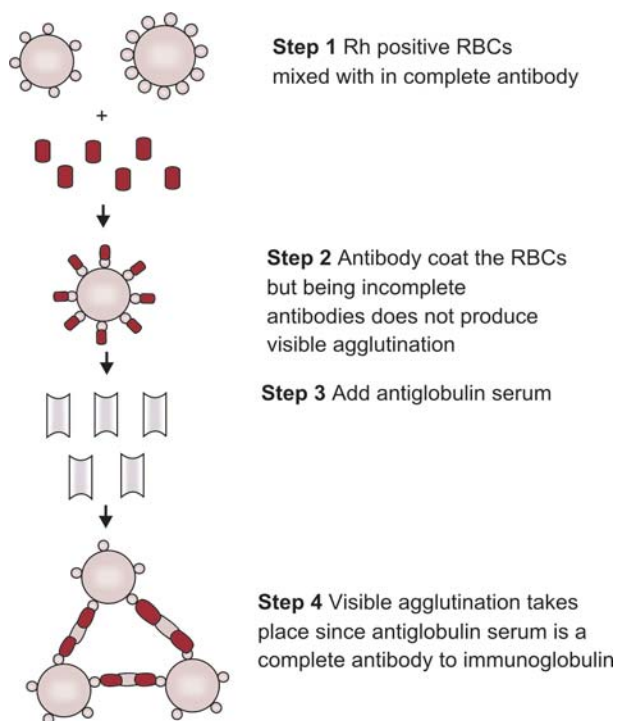 Step 1 Rh positive RBCs
mixed with in complete antibody
+
Step 2 Antibody coat the RBCs
but being incomplete
antibodies does not produce
visible agglutination
Step 3 Add antiglobulin serum
Step 4 Visible agglutination takes
place since antiglobulin serum is a
complete antibody to immunoglobulin